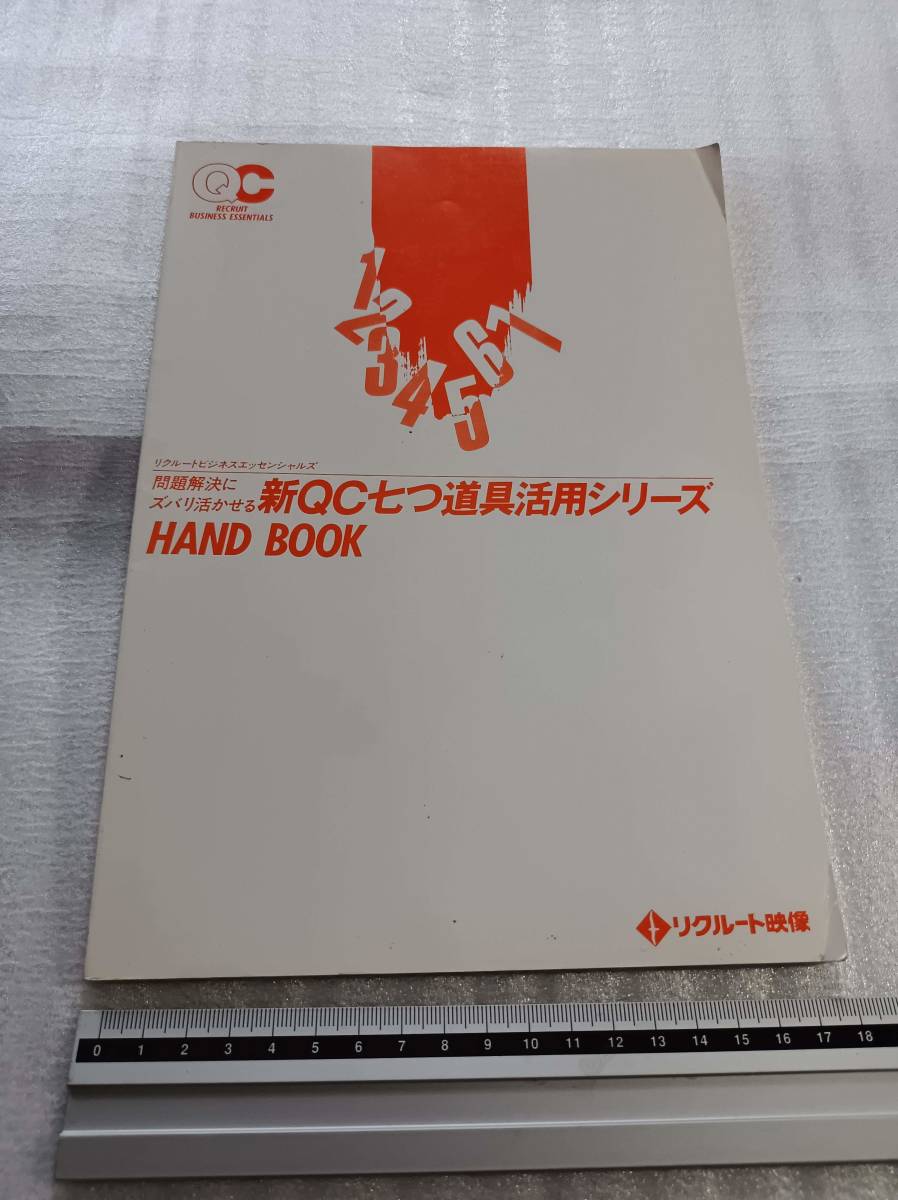 QC
RECRUIT
BUSINESS ESSENTIALS
1
2
3
4
5
6
7
リクルートビジネスエッセンシャルズ
問題解決に
ズバリ活かせる
新QC七つ道具活用シリーズ
HAND BOOK
リクルート映像
0 1 2 3 4 5 6 7 8 9 10 11 12 13 14 15 16 17 18